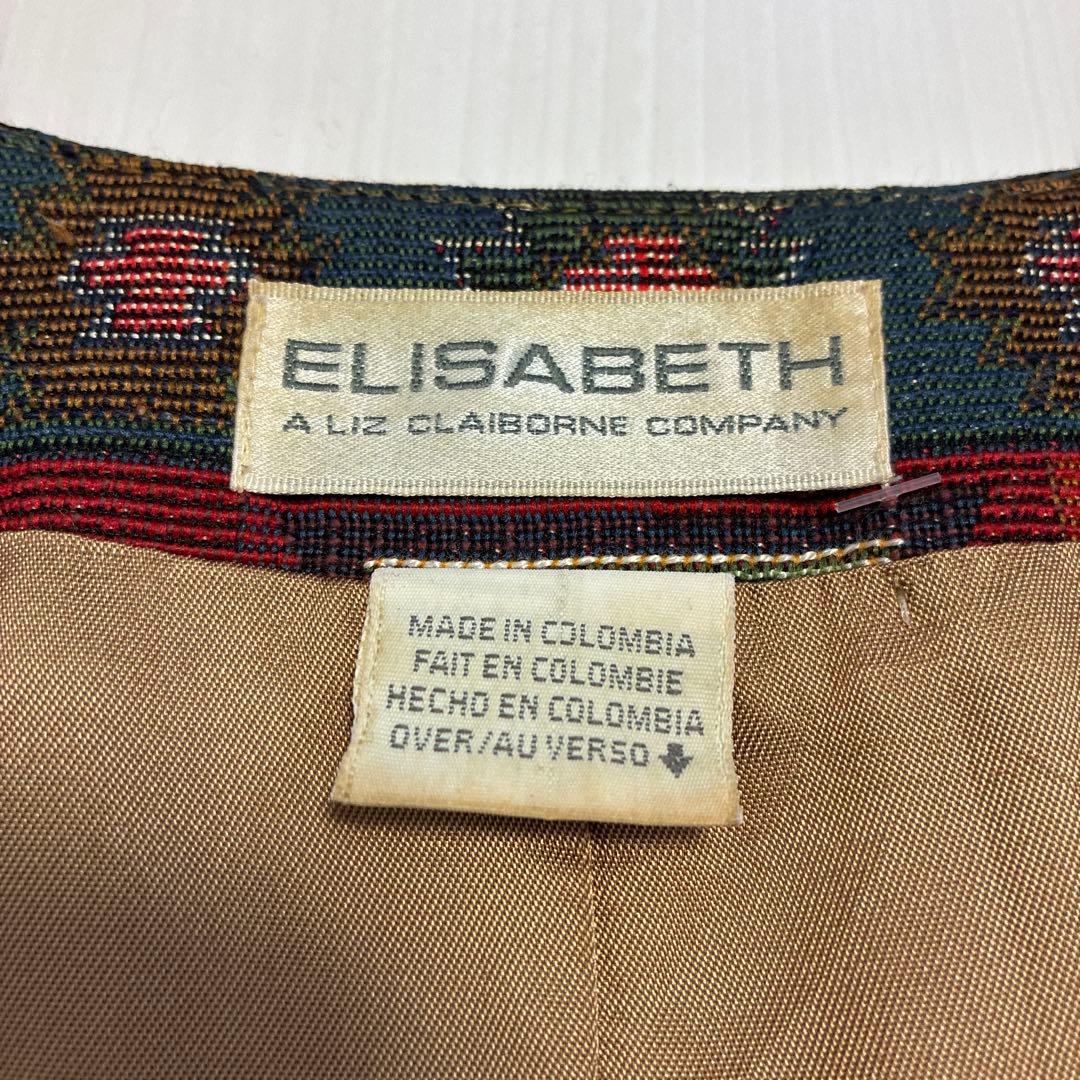 ELISABETH
A LIZ CLAIBORNE COMPANY
MADE IN COLOMBIA
FAIT EN COLOMBIE
HECHO EN COLOMBIA
OVER/AU VERSO